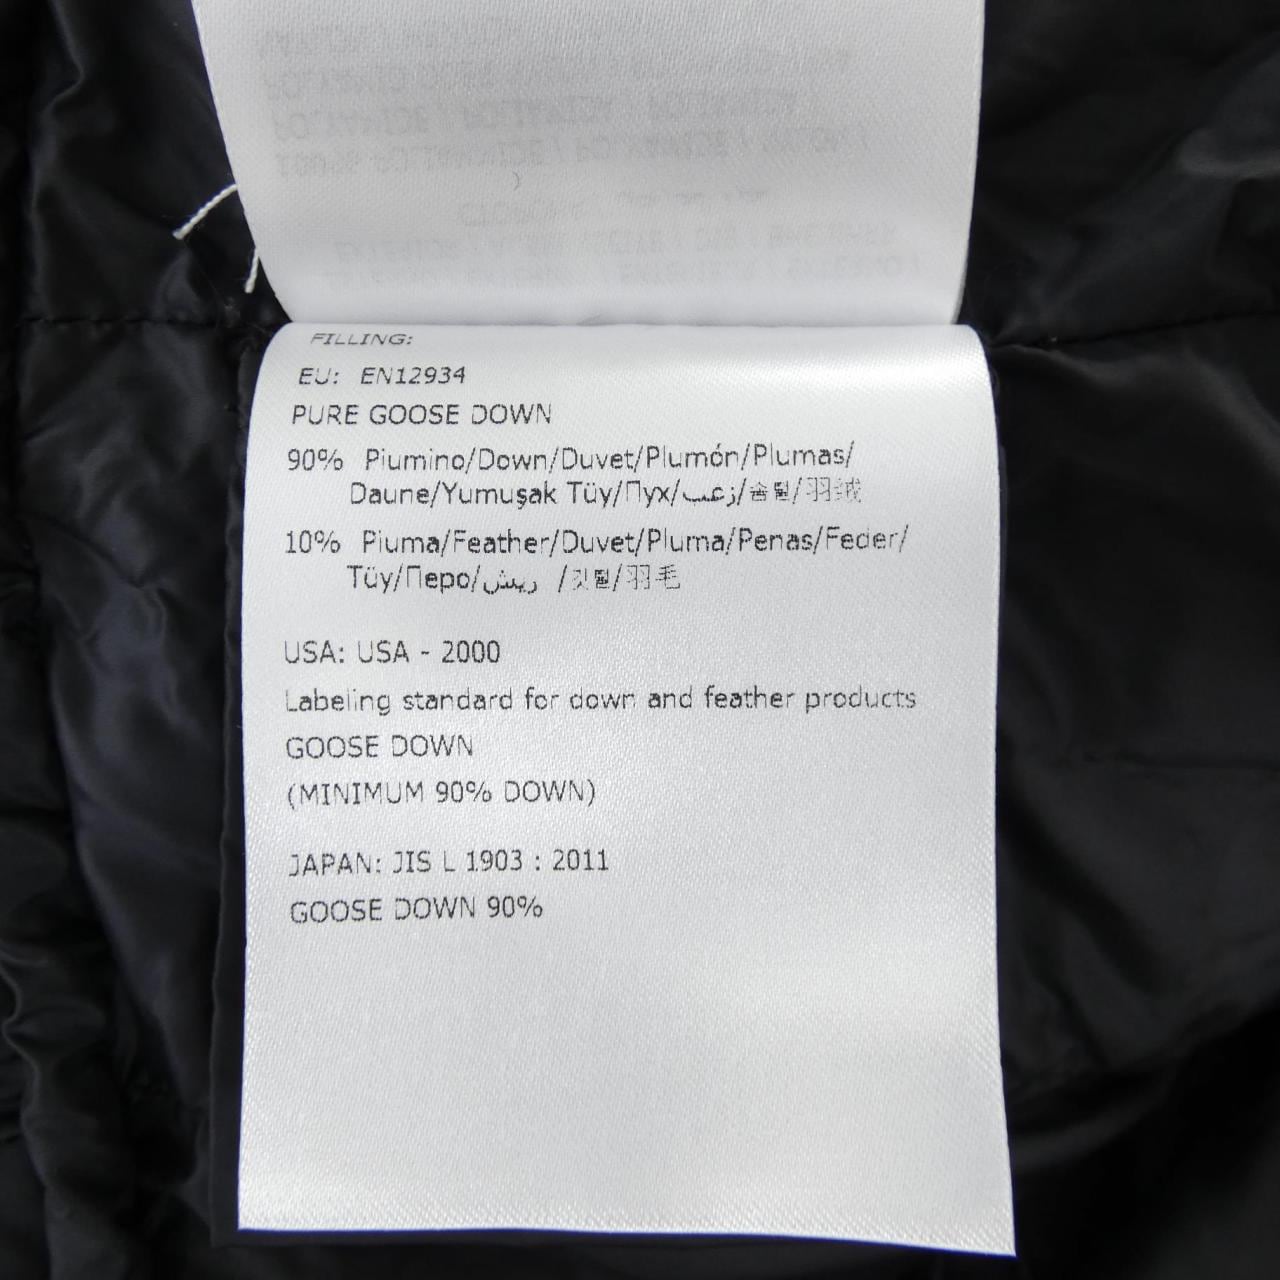 FILLING:
EU: EN12934
PURE GOOSE DOWN
90% Piumino/Down/Duvet/Plumón/Plumas/
Daune/Yumuşak Tüy/Пух/زغب/솜털/羽绒
10% Piuma/Feather/Duvet/Pluma/Penas/Feder/
Tüy/Перо/ريش /깃털/羽毛
USA: USA - 2000
Labeling standard for down and feather products
GOOSE DOWN
(MINIMUM 90% DOWN)
JAPAN: JIS L 1903 : 2011
GOOSE DOWN 90%